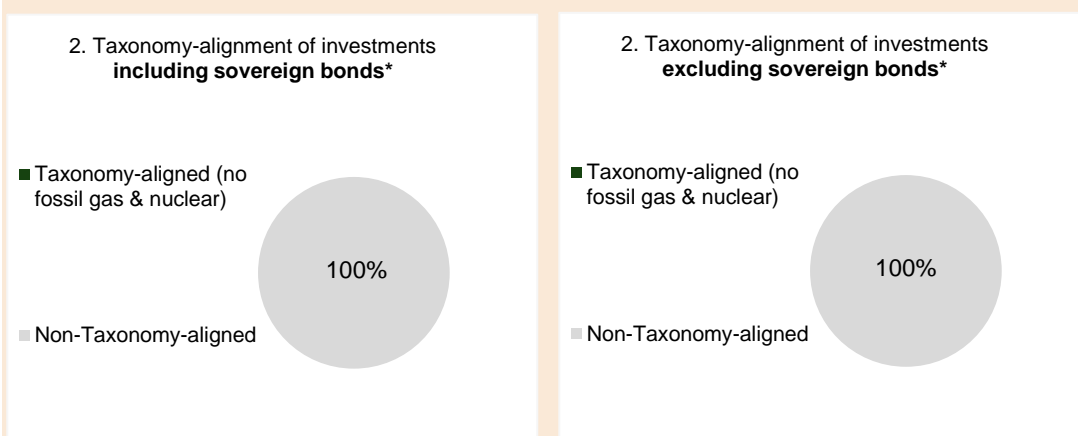 2. Taxonomy-alignment of investments
including sovereign bonds*
Taxonomy-aligned (no
fossil gas & nuclear)
100%
Non-Taxonomy-aligned
2. Taxonomy-alignment of investments
excluding sovereign bonds*
Taxonomy-aligned (no
fossil gas & nuclear)
100%
Non-Taxonomy-aligned